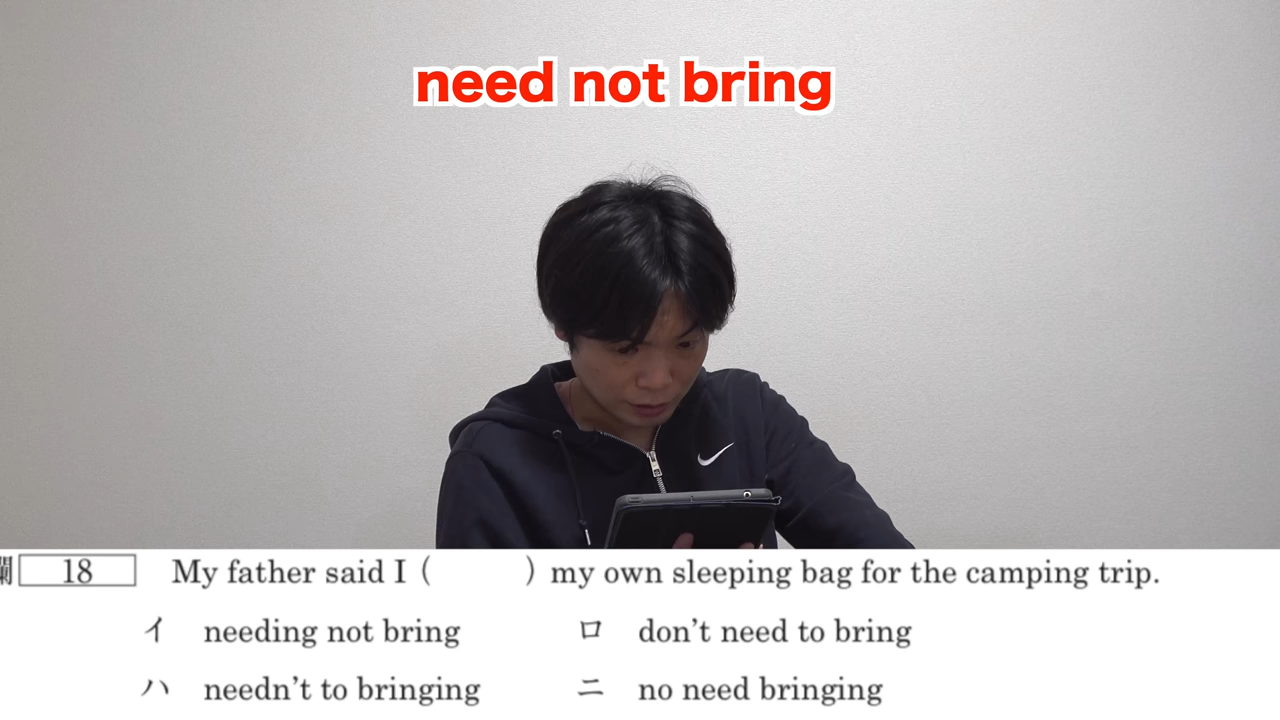 need not bring
欄 18 My father said I (  ) my own sleeping bag for the camping trip.
イ needing not bring ロ don't need to bring
ハ needn't to bringing ニ no need bringing